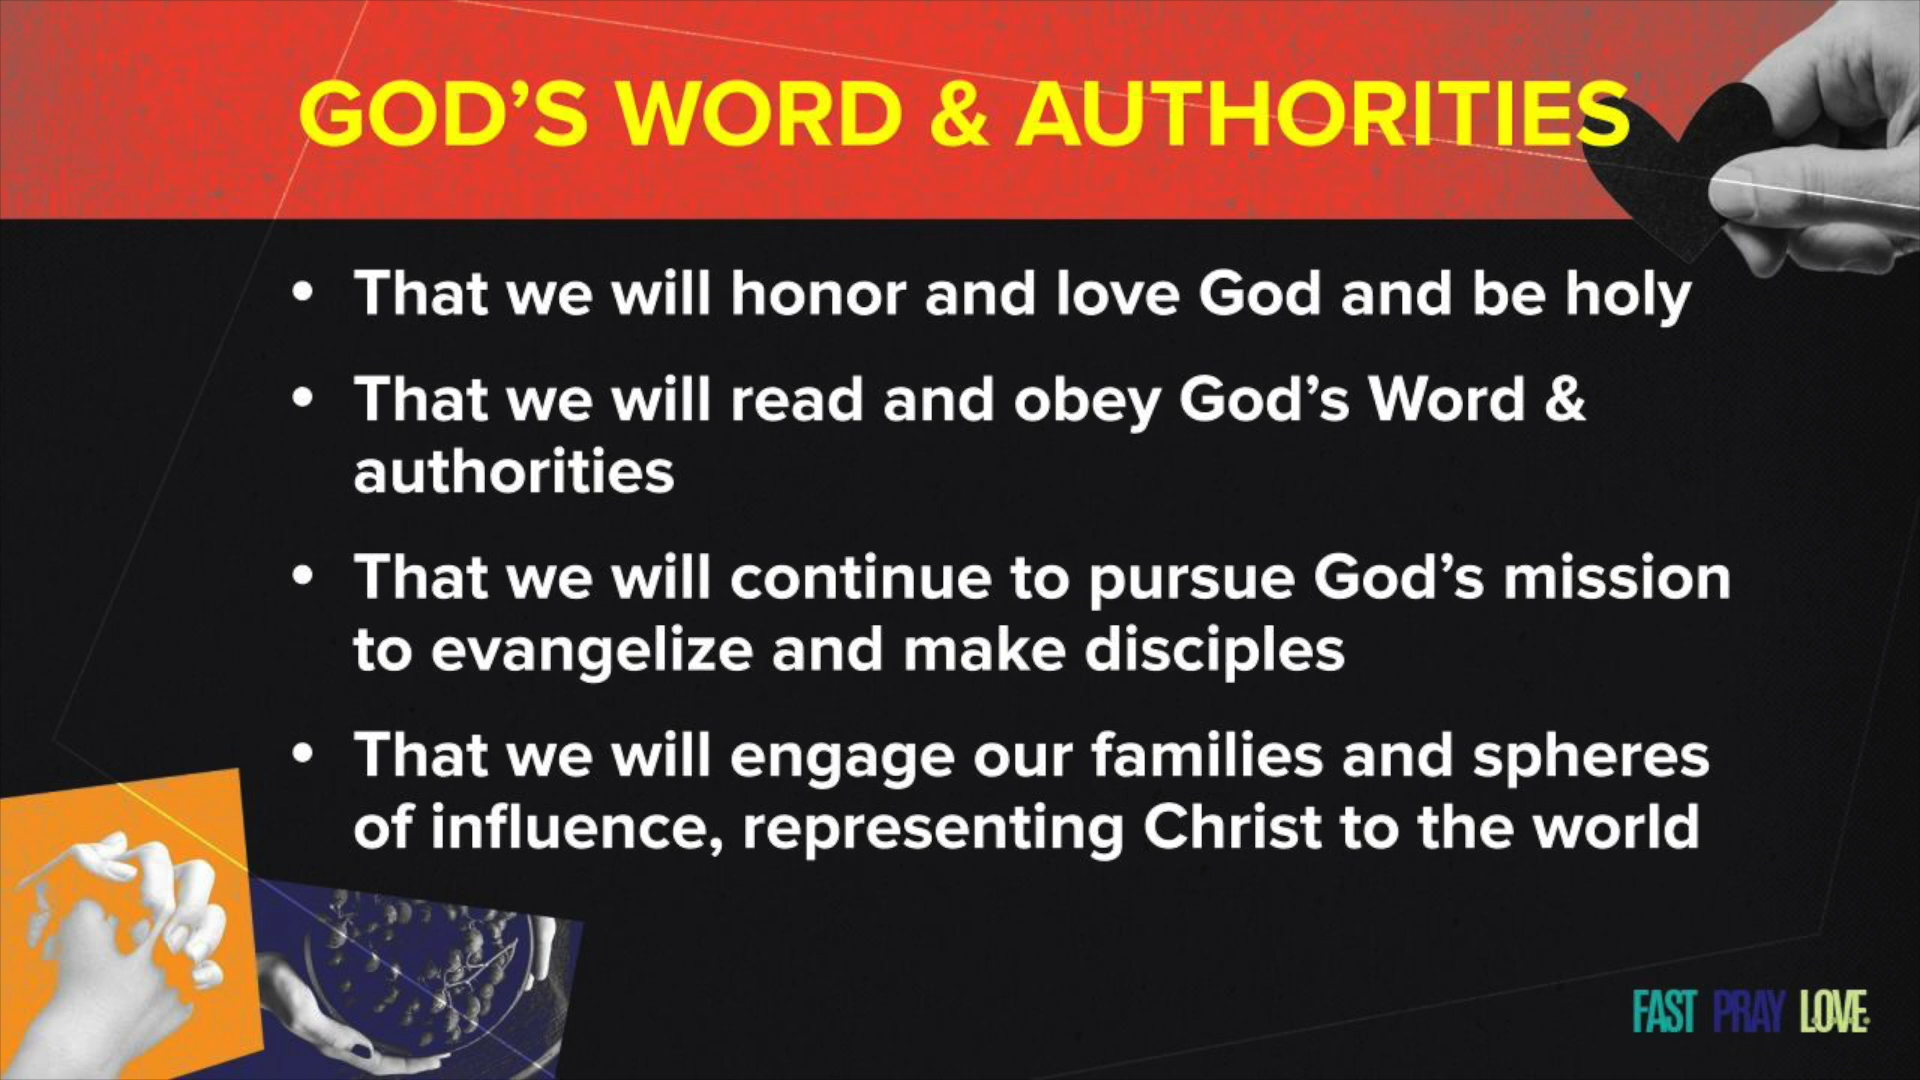 GOD’S WORD & AUTHORITIES
• That we will honor and love God and be holy
• That we will read and obey God’s Word &
authorities
• That we will continue to pursue God’s mission
to evangelize and make disciples
• That we will engage our families and spheres
of influence, representing Christ to the world
FAST PRAY LOVE